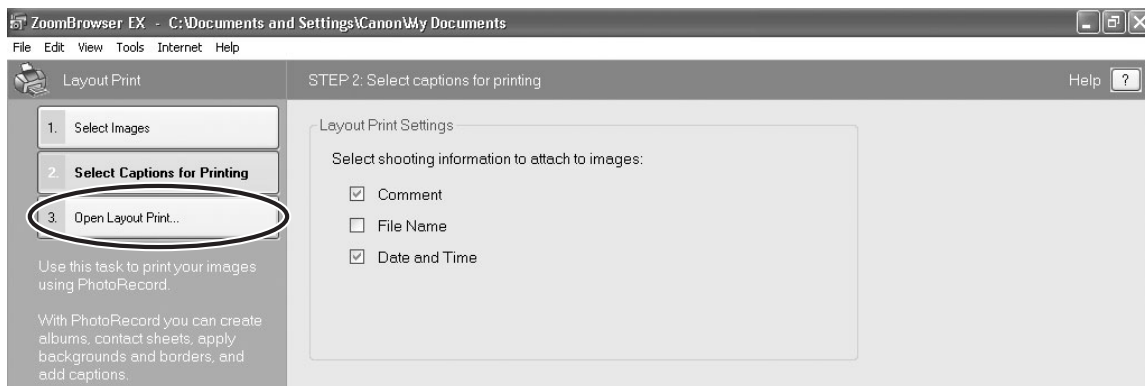 ZoomBrowser EX - C:\Documents and Settings\Canon\My Documents
File Edit View Tools Internet Help
Layout Print
STEP 2: Select captions for printing
Help ?
1. Select Images
2. Select Captions for Printing
3. Open Layout Print...
Use this task to print your images
using PhotoRecord.
With PhotoRecord you can create
albums, contact sheets, apply
backgrounds and borders, and
add captions.
Layout Print Settings
Select shooting information to attach to images:
Comment
File Name
Date and Time